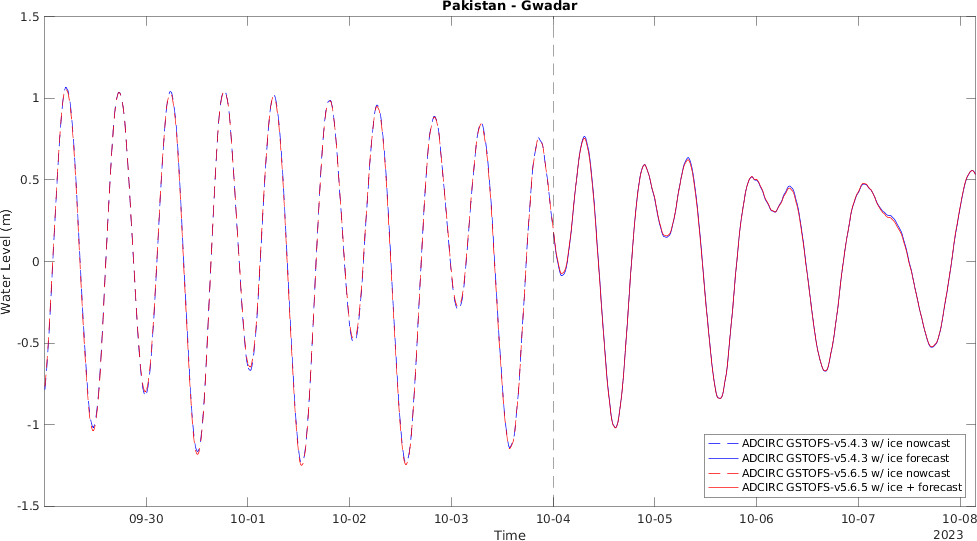 Pakistan - Gwadar
1.5
1
0.5
0
-0.5
-1
-1.5
Water Level (m)
ADCIRC GSTOFS-v5.4.3 w/ ice nowcast
ADCIRC GSTOFS-v5.4.3 w/ ice forecast
ADCIRC GSTOFS-v5.6.5 w/ ice nowcast
ADCIRC GSTOFS-v5.6.5 w/ ice + forecast
09-30
10-01
10-02
10-03
10-04
10-05
10-06
10-07
10-08
2023
Time